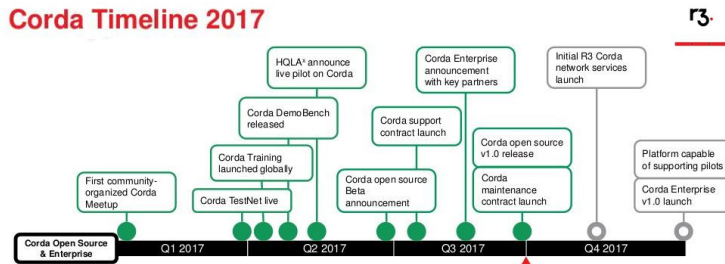 Corda Timeline 2017
r3.
HQLAˣ announce
live pilot on Corda
Corda Enterprise
announcement
with key partners
Initial R3 Corda
network services
launch
Corda DemoBench
released
Corda support
contract launch
Corda open source
v1.0 release
Corda Training
launched globally
Platform capable
of supporting pilots
First community-
organized Corda
Meetup
Corda TestNet live
Corda open source
Beta
announcement
Corda
maintenance
contract launch
Corda Enterprise
v1.0 launch
Corda Open Source
& Enterprise
Q1 2017
Q2 2017
Q3 2017
Q4 2017